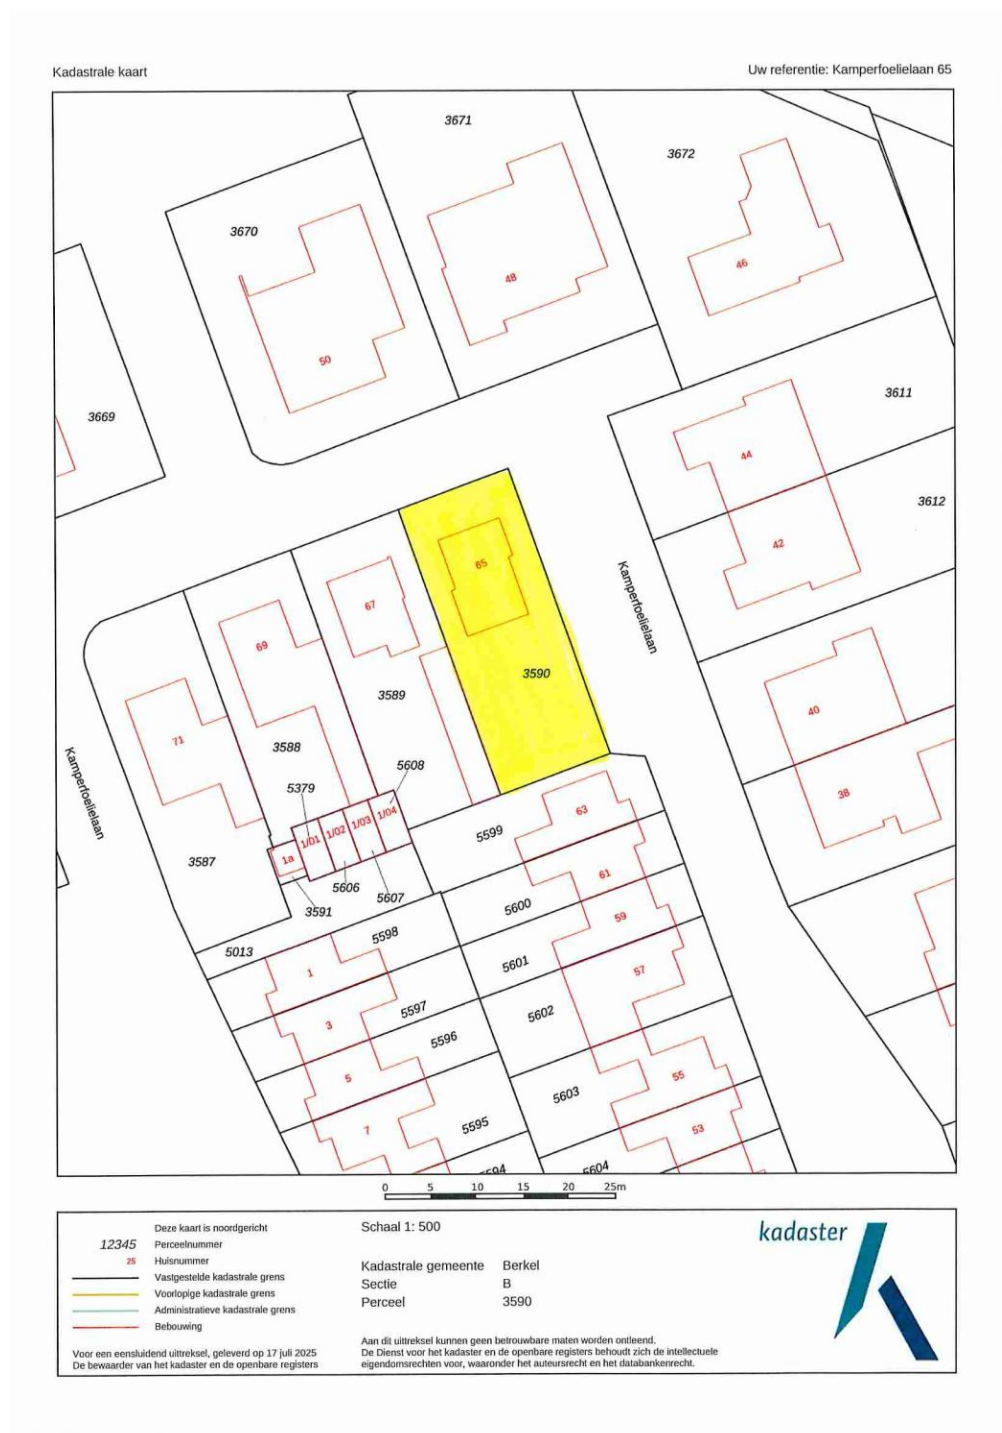 Kadastrale kaart
Uw referentie: Kamperfoelielaan 65
3671
3672
3670
48
46
50
3669
3611
44
3612
42
65
67
Kamperfoelielaan
69
3590
3589
40
71
3588
Kamperfoelielaan
5608
5379
38
63
1/04
1/03
1/02
1/01
5599
3587
1a
61
5606
5607
3591
5600
59
5598
5013
5601
57
1
5597
5602
3
5596
55
5
5603
53
5595
7
5594
5604
0 5 10 15 20 25m
Deze kaart is noordgericht
12345 Perceelnummer
25 Huisnummer
Vastgestelde kadastrale grens
Voorlopige kadastrale grens
Administratieve kadastrale grens
Bebouwing
Voor een eensluidend uittreksel, geleverd op 17 juli 2025
De bewaarder van het kadaster en de openbare registers
Schaal 1: 500
Kadastrale gemeente Berkel
Sectie B
Perceel 3590
Aan dit uittreksel kunnen geen betrouwbare maten worden ontleend.
De Dienst voor het kadaster en de openbare registers behoudt zich de intellectuele
eigendomsrechten voor, waaronder het auteursrecht en het databankenrecht.
kadaster